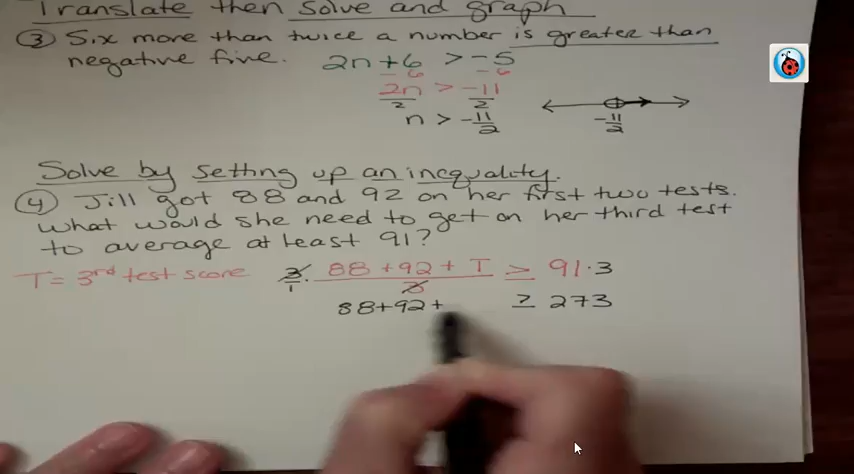 Translate then solve and graph
③ Six more than twice a number is greater than
negative five. 2n + 6 > -5
-6 -6
2n > -11
2 2
n > -11/2
-11/2
Solve by setting up an inequality.
④ Jill got 88 and 92 on her first two tests.
What would she need to get on her third test
to average at least 91?
T = 3rd test score 3/1 · (88 + 92 + T)/3 ≥ 91 · 3
88 + 92 + ≥ 273